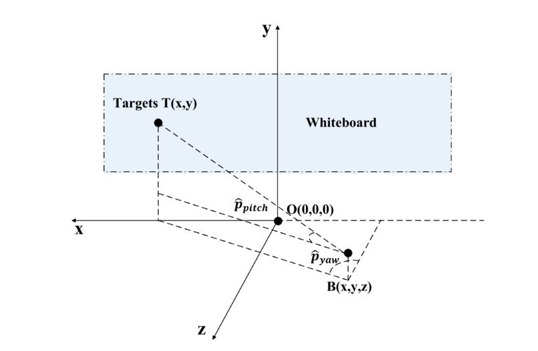 y
Targets T(x,y)
Whiteboard
p̂pitch
O(0,0,0)
x
p̂yaw
B(x,y,z)
z